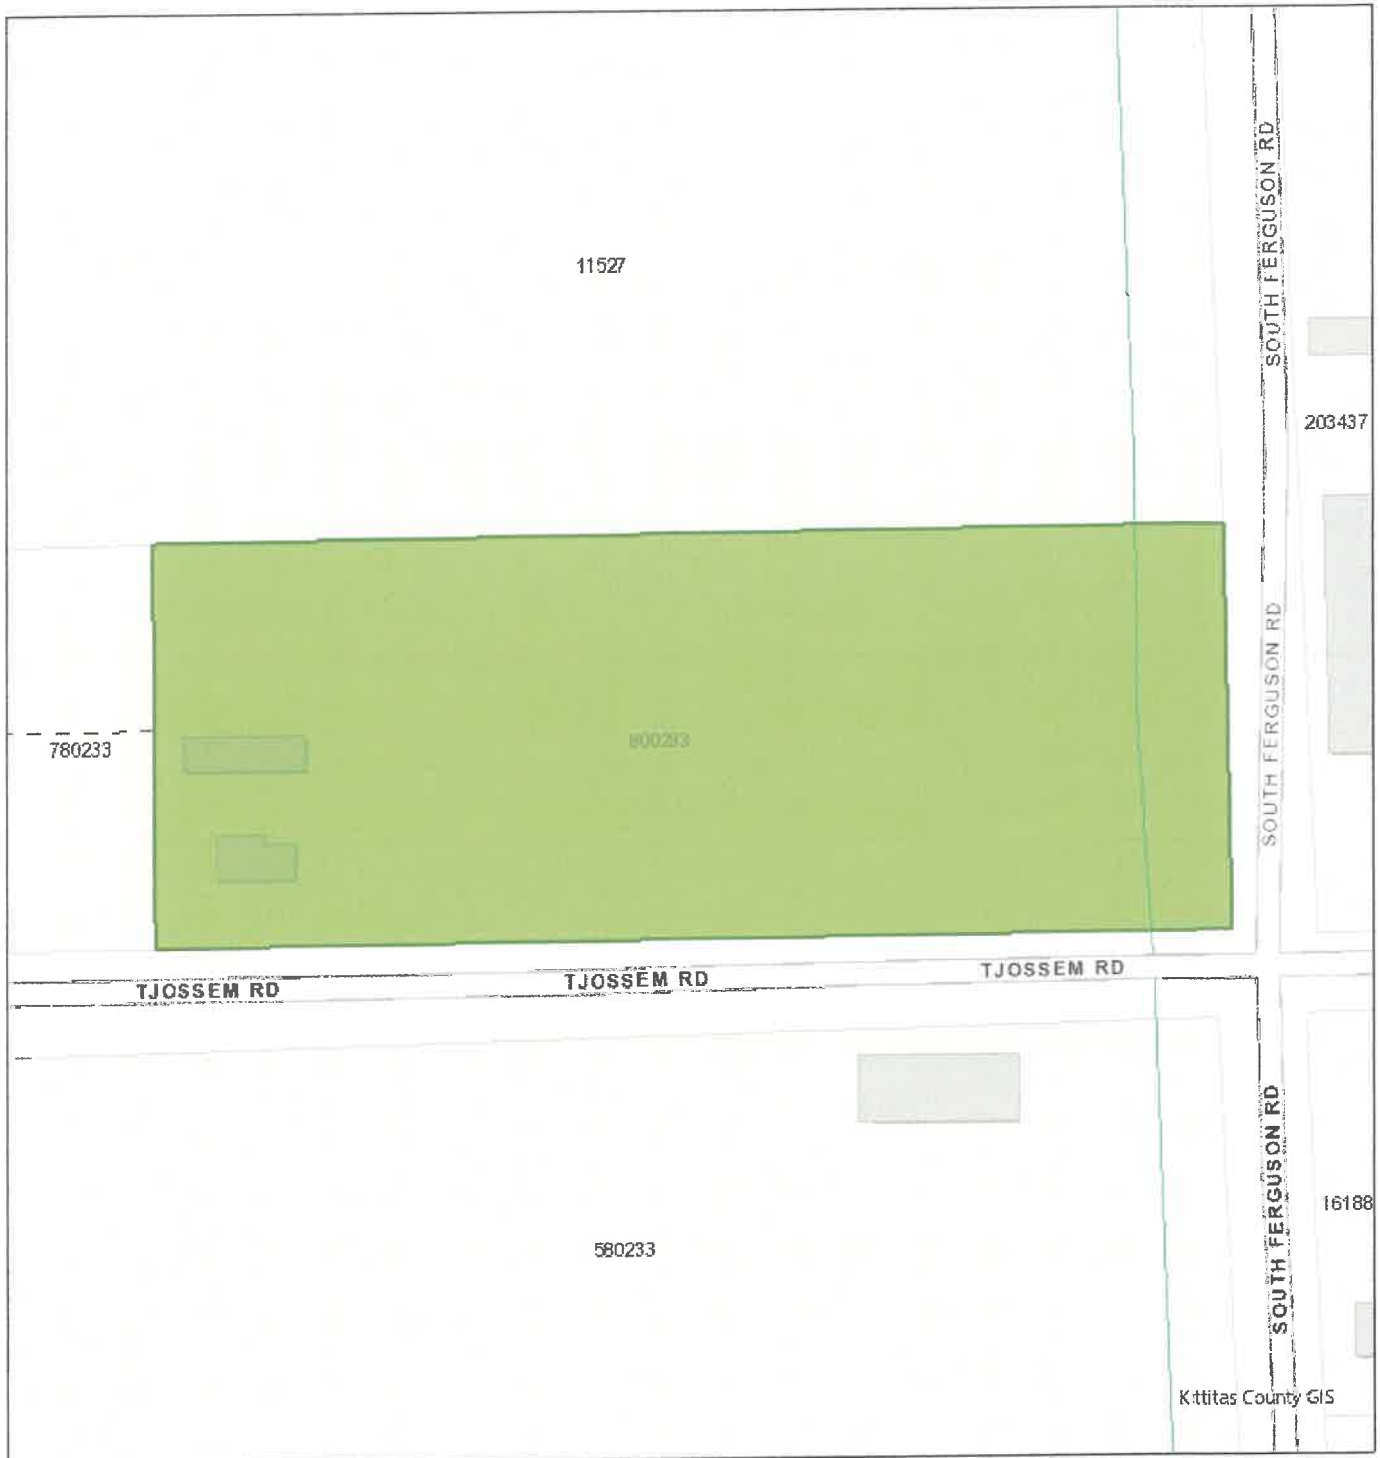 SOUTH FERGUSON RD
11527
203437
SOUTH FERGUSON RD
780233
TJOSSEM RD
TJOSSEM RD
TJOSSEM RD
SOUTH FERGUSON RD
16188
580233
Kittitas County GIS